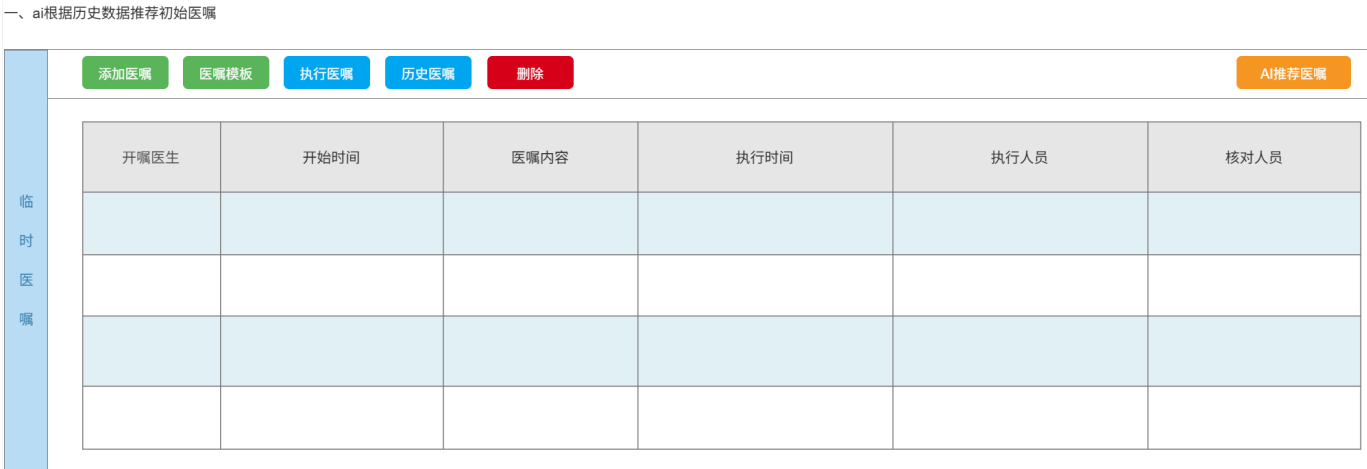 一、ai根据历史数据推荐初始医嘱
添加医嘱 医嘱模板 执行医嘱 历史医嘱 删除 AI推荐医嘱
开嘱医生 开始时间 医嘱内容 执行时间 执行人员 核对人员
临
时
医
嘱